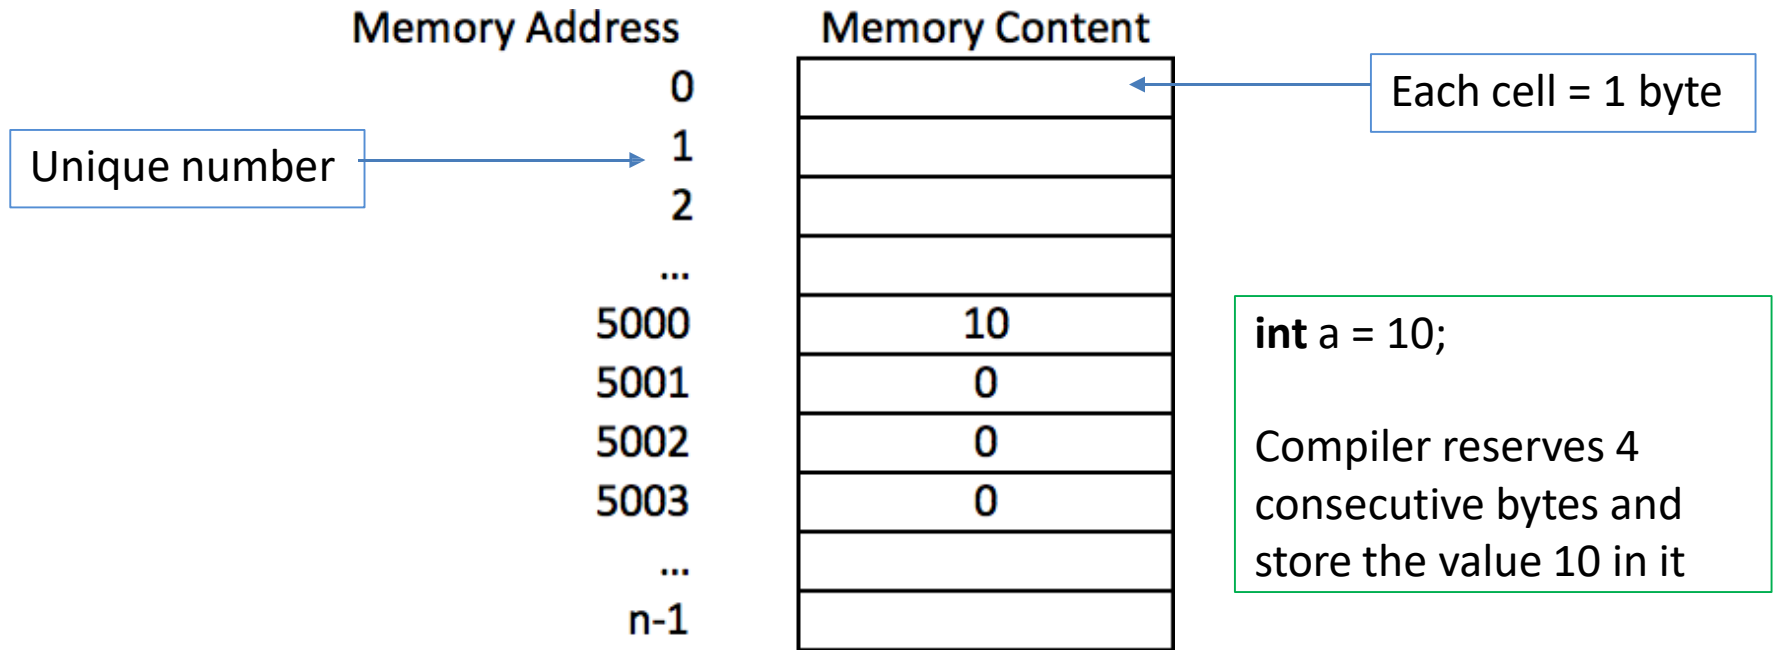 Memory Address Memory Content
0
Each cell = 1 byte
Unique number
1
2
...
5000 10
5001 0
5002 0
5003 0
...
n-1
int a = 10;
Compiler reserves 4
consecutive bytes and
store the value 10 in it